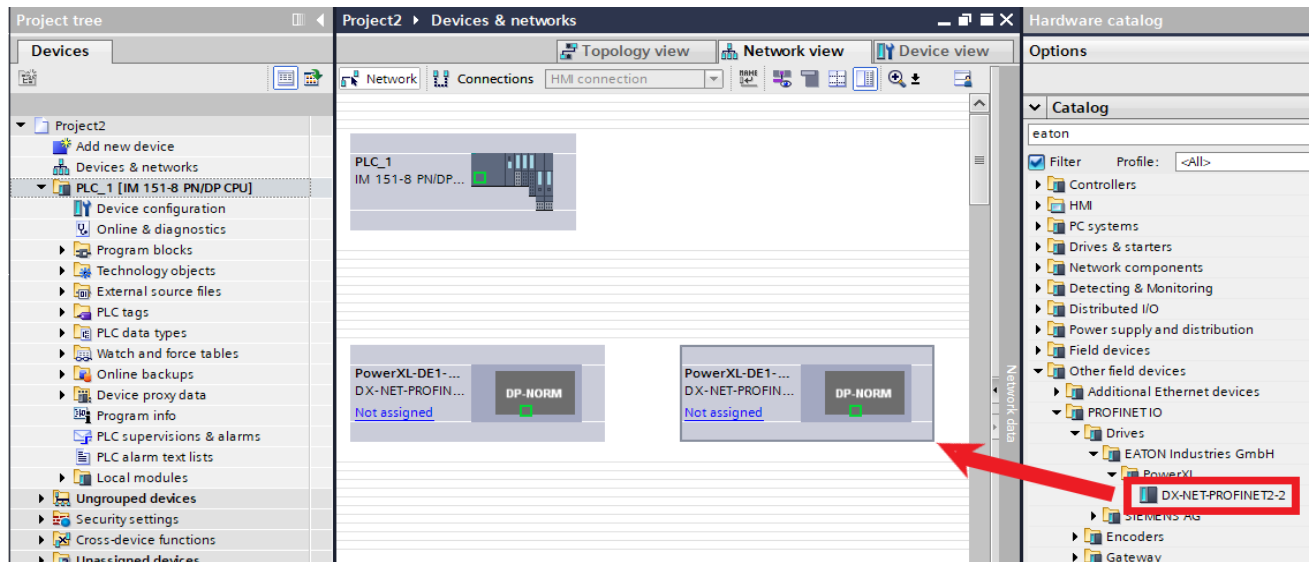 Project tree
Devices
Project2
Add new device
Devices & networks
PLC_1 [IM 151-8 PN/DP CPU]
Device configuration
Online & diagnostics
Program blocks
Technology objects
External source files
PLC tags
PLC data types
Watch and force tables
Online backups
Device proxy data
Program info
PLC supervisions & alarms
PLC alarm text lists
Local modules
Ungrouped devices
Security settings
Cross-device functions
Unassigned devices
Project2 Devices & networks
Topology view
Network view
Device view
Network
Connections
HMI connection
PLC_1
IM 151-8 PN/DP...
PowerXL-DE1-...
DX-NET-PROFIN...
Not assigned
DP-NORM
PowerXL-DE1-...
DX-NET-PROFIN...
Not assigned
DP-NORM
Network data
Hardware catalog
Options
Catalog
eaton
Filter
Profile:
<All>
Controllers
HMI
PC systems
Drives & starters
Network components
Detecting & Monitoring
Distributed I/O
Power supply and distribution
Field devices
Other field devices
Additional Ethernet devices
PROFINET IO
Drives
EATON Industries GmbH
PowerXL
DX-NET-PROFINET2-2
SIEMENS AG
Encoders
Gateway